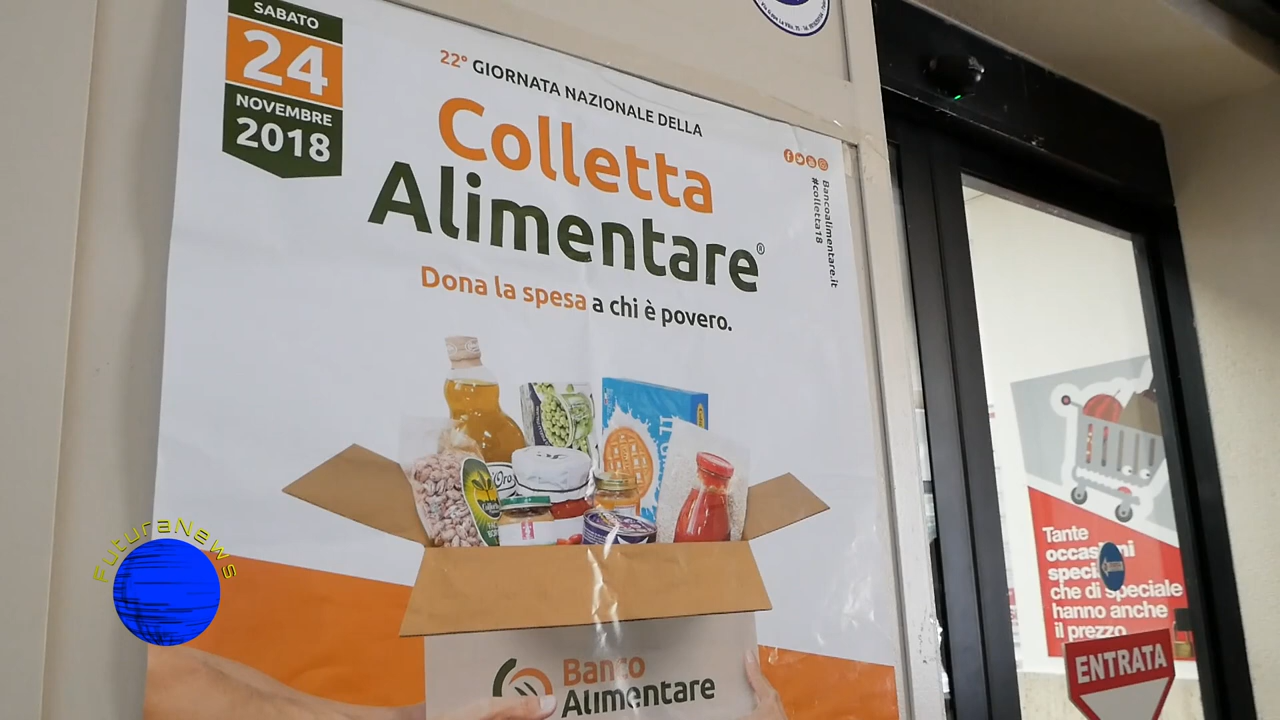 SABATO
24
NOVEMBRE
2018
22° GIORNATA NAZIONALE DELLA
Colletta
Alimentare®
Dona la spesa a chi è povero.
Bancoalimentare.it
#colletta18
Oro
Banco
Alimentare
FuturaNews
Tante
occasioni
speciali
che di speciale
hanno anche
il prezzo
ENTRATA